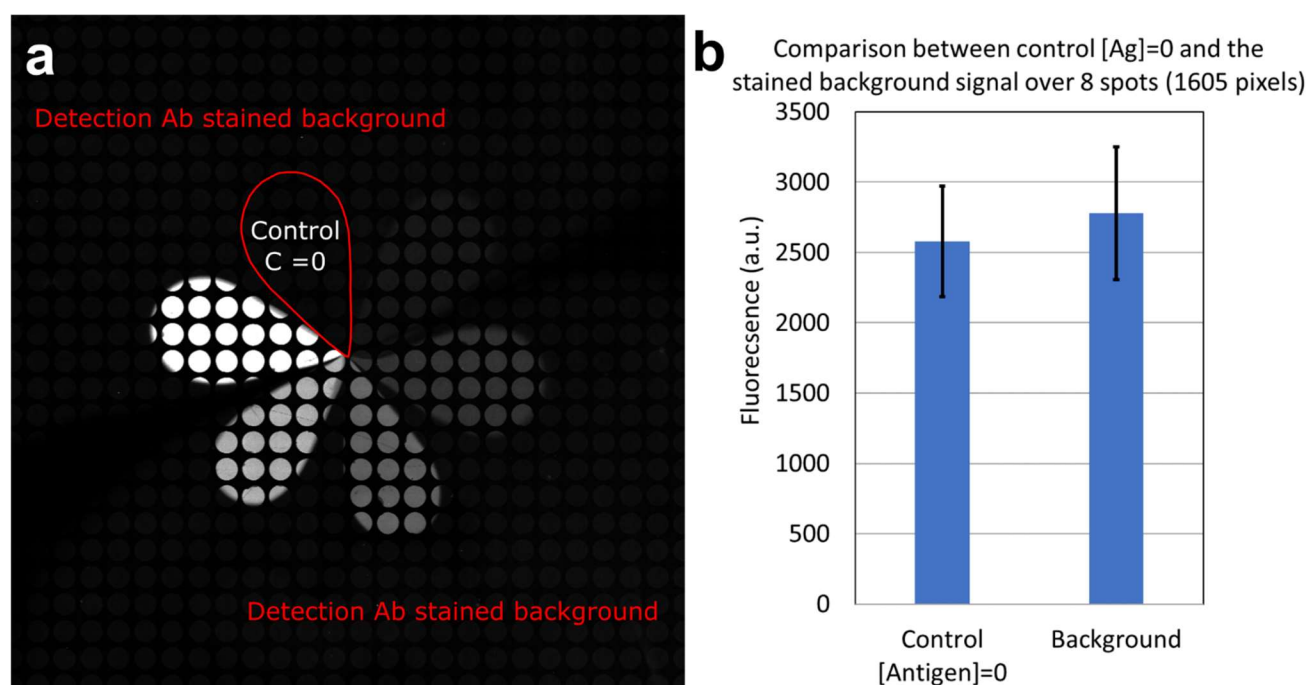 a
Detection Ab stained background
Control
C =0
Detection Ab stained background
b
Comparison between control [Ag]=0 and the
stained background signal over 8 spots (1605 pixels)
3500
3000
2500
2000
1500
1000
500
0
Fluorecsence (a.u.)
Control
[Antigen]=0
Background